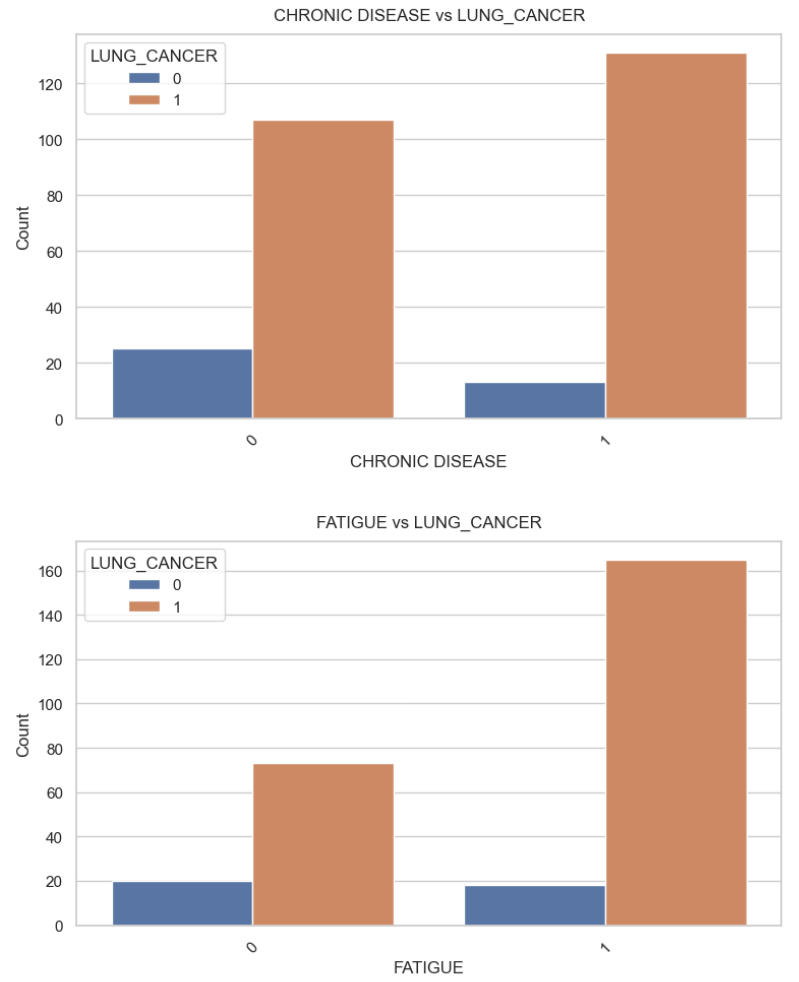 CHRONIC DISEASE vs LUNG_CANCER
LUNG_CANCER
0
1
120
100
80
60
40
20
0
Count
0 1
CHRONIC DISEASE
FATIGUE vs LUNG_CANCER
LUNG_CANCER
0
1
160
140
120
100
80
60
40
20
0
Count
0 1
FATIGUE